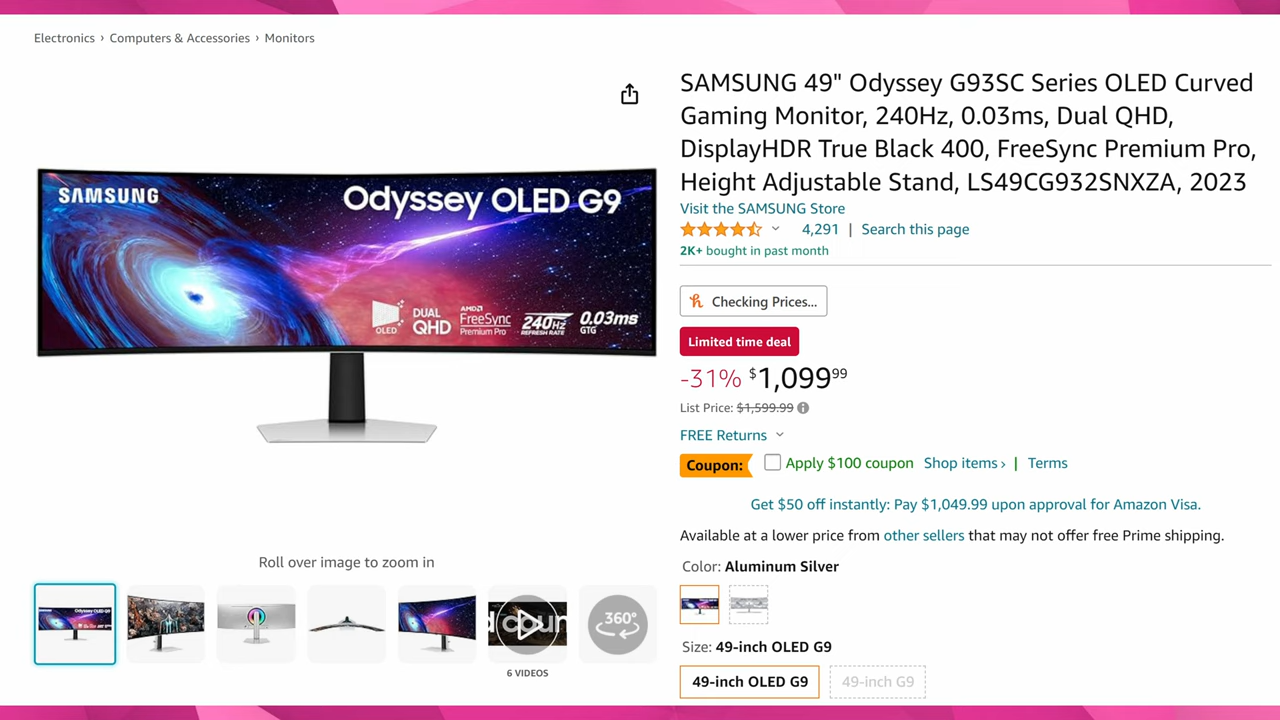 Electronics › Computers & Accessories › Monitors
SAMSUNG
Odyssey OLED G9
OLED
DUAL
QHD
AMD
FreeSync
Premium Pro
240Hz
REFRESH RATE
0.03ms
GTG
Roll over image to zoom in
Odyssey OLED G9
d coun
360°
6 VIDEOS
SAMSUNG 49" Odyssey G93SC Series OLED Curved
Gaming Monitor, 240Hz, 0.03ms, Dual QHD,
DisplayHDR True Black 400, FreeSync Premium Pro,
Height Adjustable Stand, LS49CG932SNXZA, 2023
Visit the SAMSUNG Store
4,291 | Search this page
2K+ bought in past month
Checking Prices...
Limited time deal
-31% $1,09999
List Price: $1,599.99
FREE Returns
Coupon: Apply $100 coupon Shop items › | Terms
Get $50 off instantly: Pay $1,049.99 upon approval for Amazon Visa.
Available at a lower price from other sellers that may not offer free Prime shipping.
Color: Aluminum Silver
Size: 49-inch OLED G9
49-inch OLED G9 49-inch G9